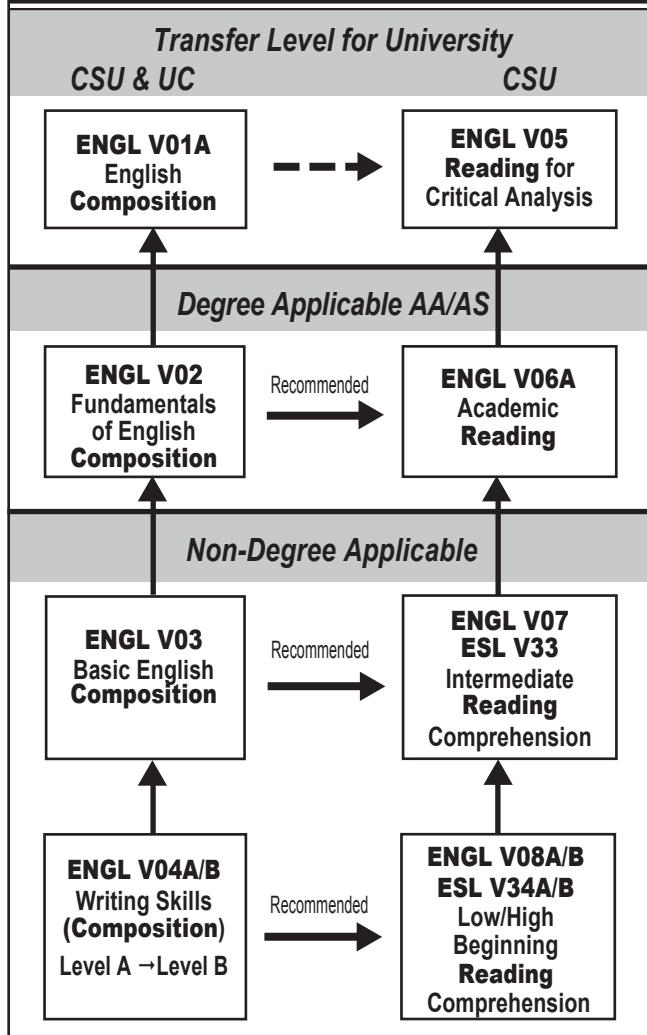 Transfer Level for University
CSU & UC
CSU
ENGL V01A
English
Composition
ENGL V05
Reading for
Critical Analysis
Degree Applicable AA/AS
ENGL V02
Fundamentals
of English
Composition
Recommended
ENGL V06A
Academic
Reading
Non-Degree Applicable
ENGL V03
Basic English
Composition
Recommended
ENGL V07
ESL V33
Intermediate
Reading
Comprehension
ENGL V04A/B
Writing Skills
(Composition)
Level A →Level B
Recommended
ENGL V08A/B
ESL V34A/B
Low/High
Beginning
Reading
Comprehension